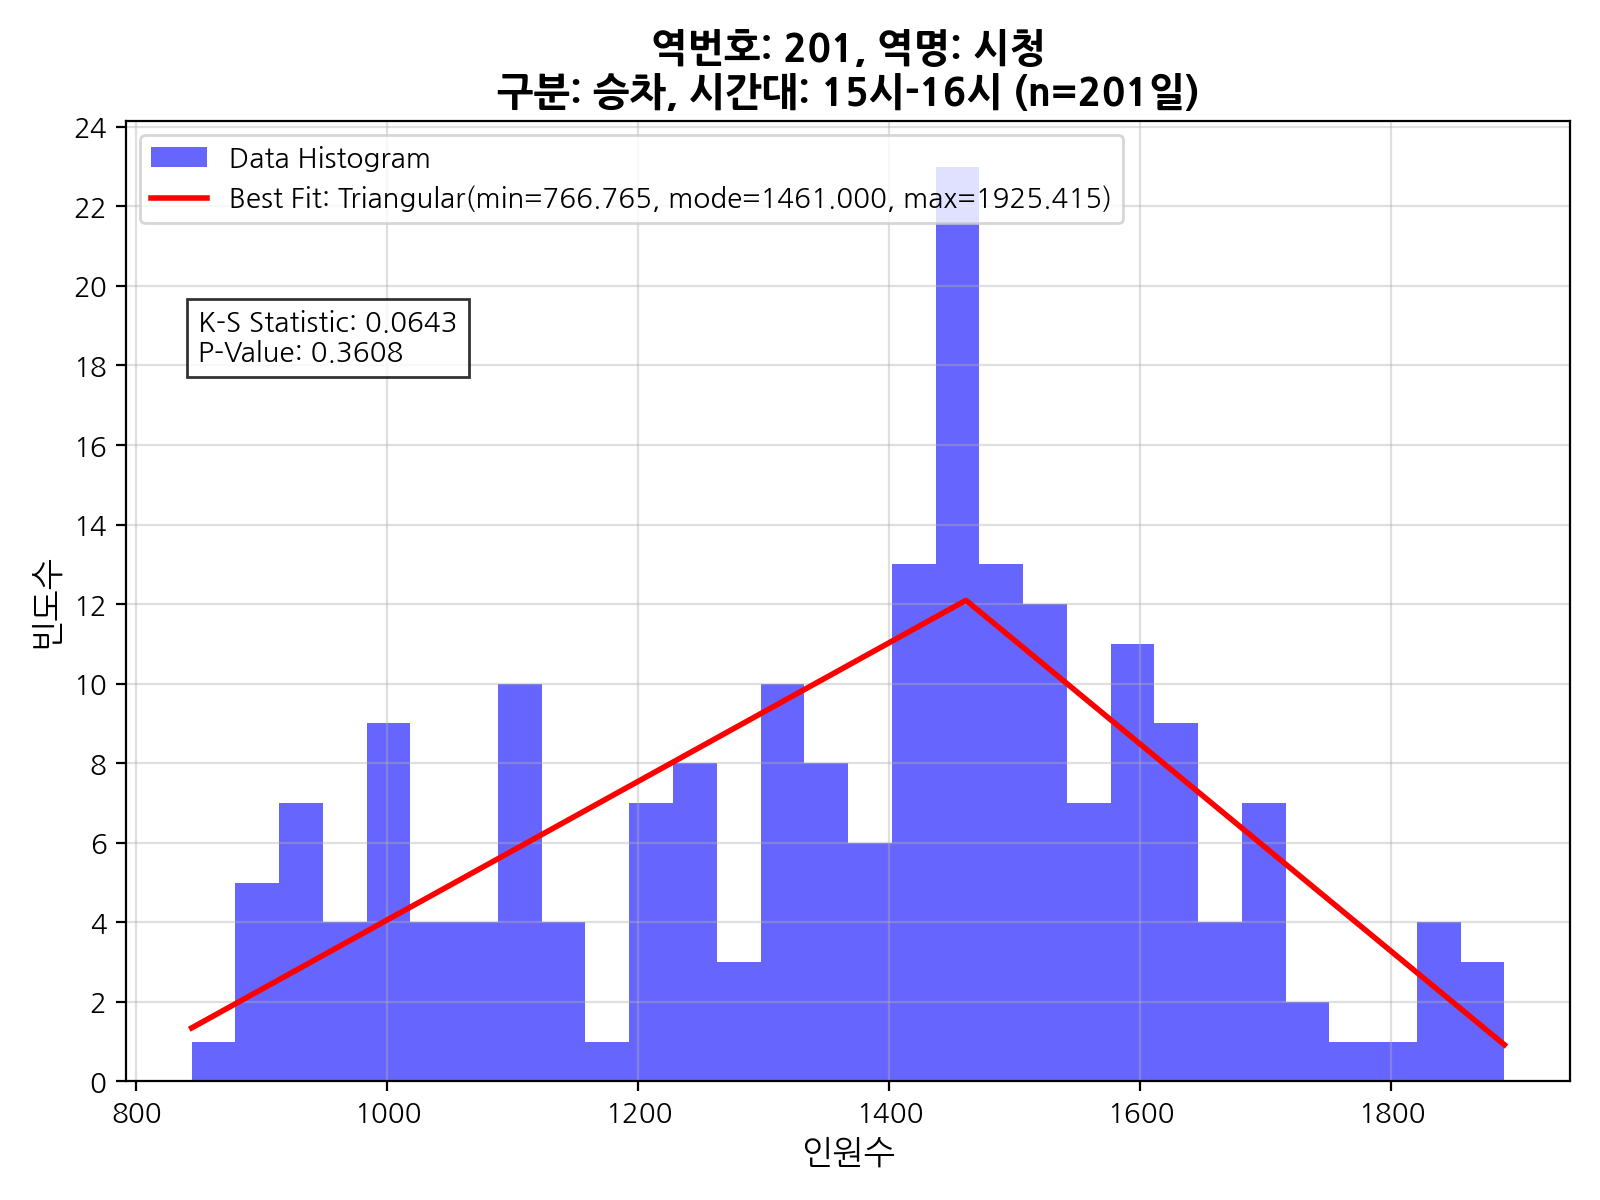 역번호: 201, 역명: 시청
구분: 승차, 시간대: 15시-16시 (n=201일)
Data Histogram
Best Fit: Triangular(min=766.765, mode=1461.000, max=1925.415)
K-S Statistic: 0.0643
P-Value: 0.3608
빈도수
24
22
20
18
16
14
12
10
8
6
4
2
0
800 1000 1200 1400 1600 1800
인원수